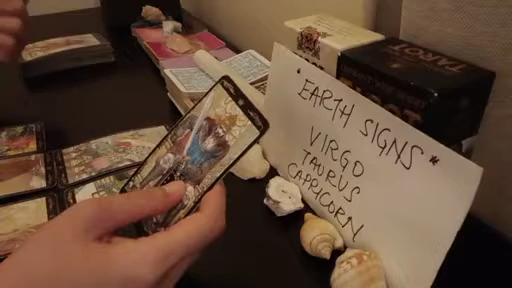 TAROT
* EARTH SIGNS *
VIRGO
TAURUS
CAPRICORN